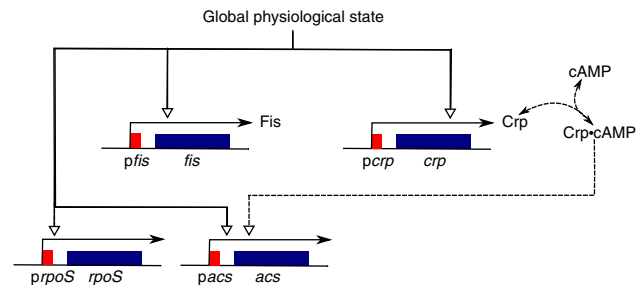 Global physiological state
cAMP
Fis
Crp
Crp•cAMP
pfis fis
pcrp crp
prpoS rpoS
pacs acs